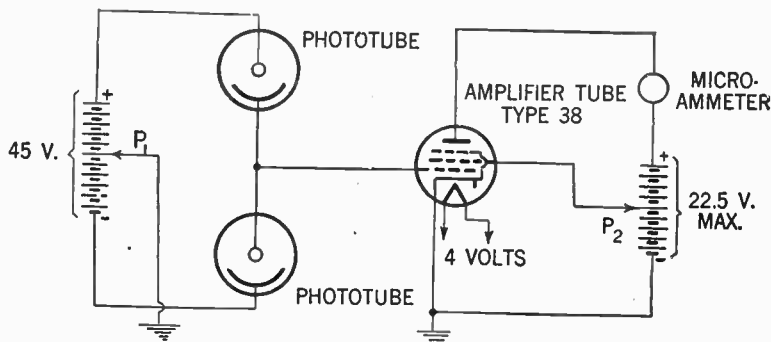 PHOTOTUBE
AMPLIFIER TUBE
TYPE 38
MICRO-
AMMETER
+
45 V.
P1
-
+
22.5 V.
MAX.
P2
-
4 VOLTS
PHOTOTUBE